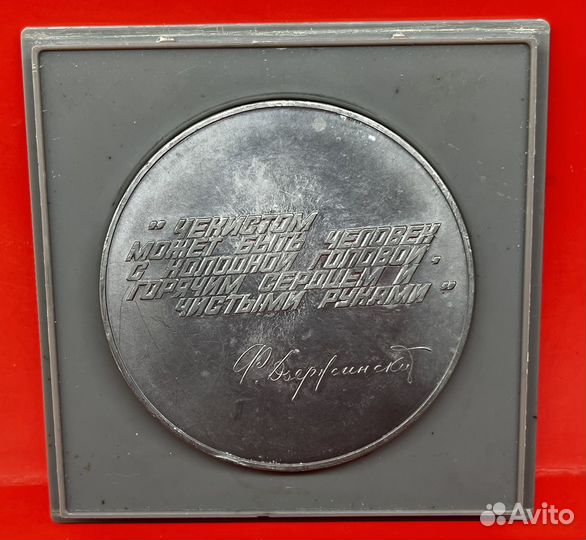 " ЧЕКИСТОМ
МОЖЕТ БЫТЬ ЧЕЛОВЕК
С ХОЛОДНОЙ ГОЛОВОЙ,
ГОРЯЧИМ СЕРДЦЕМ И
ЧИСТЫМИ РУКАМИ "
Ф. Дзержинский
Avito